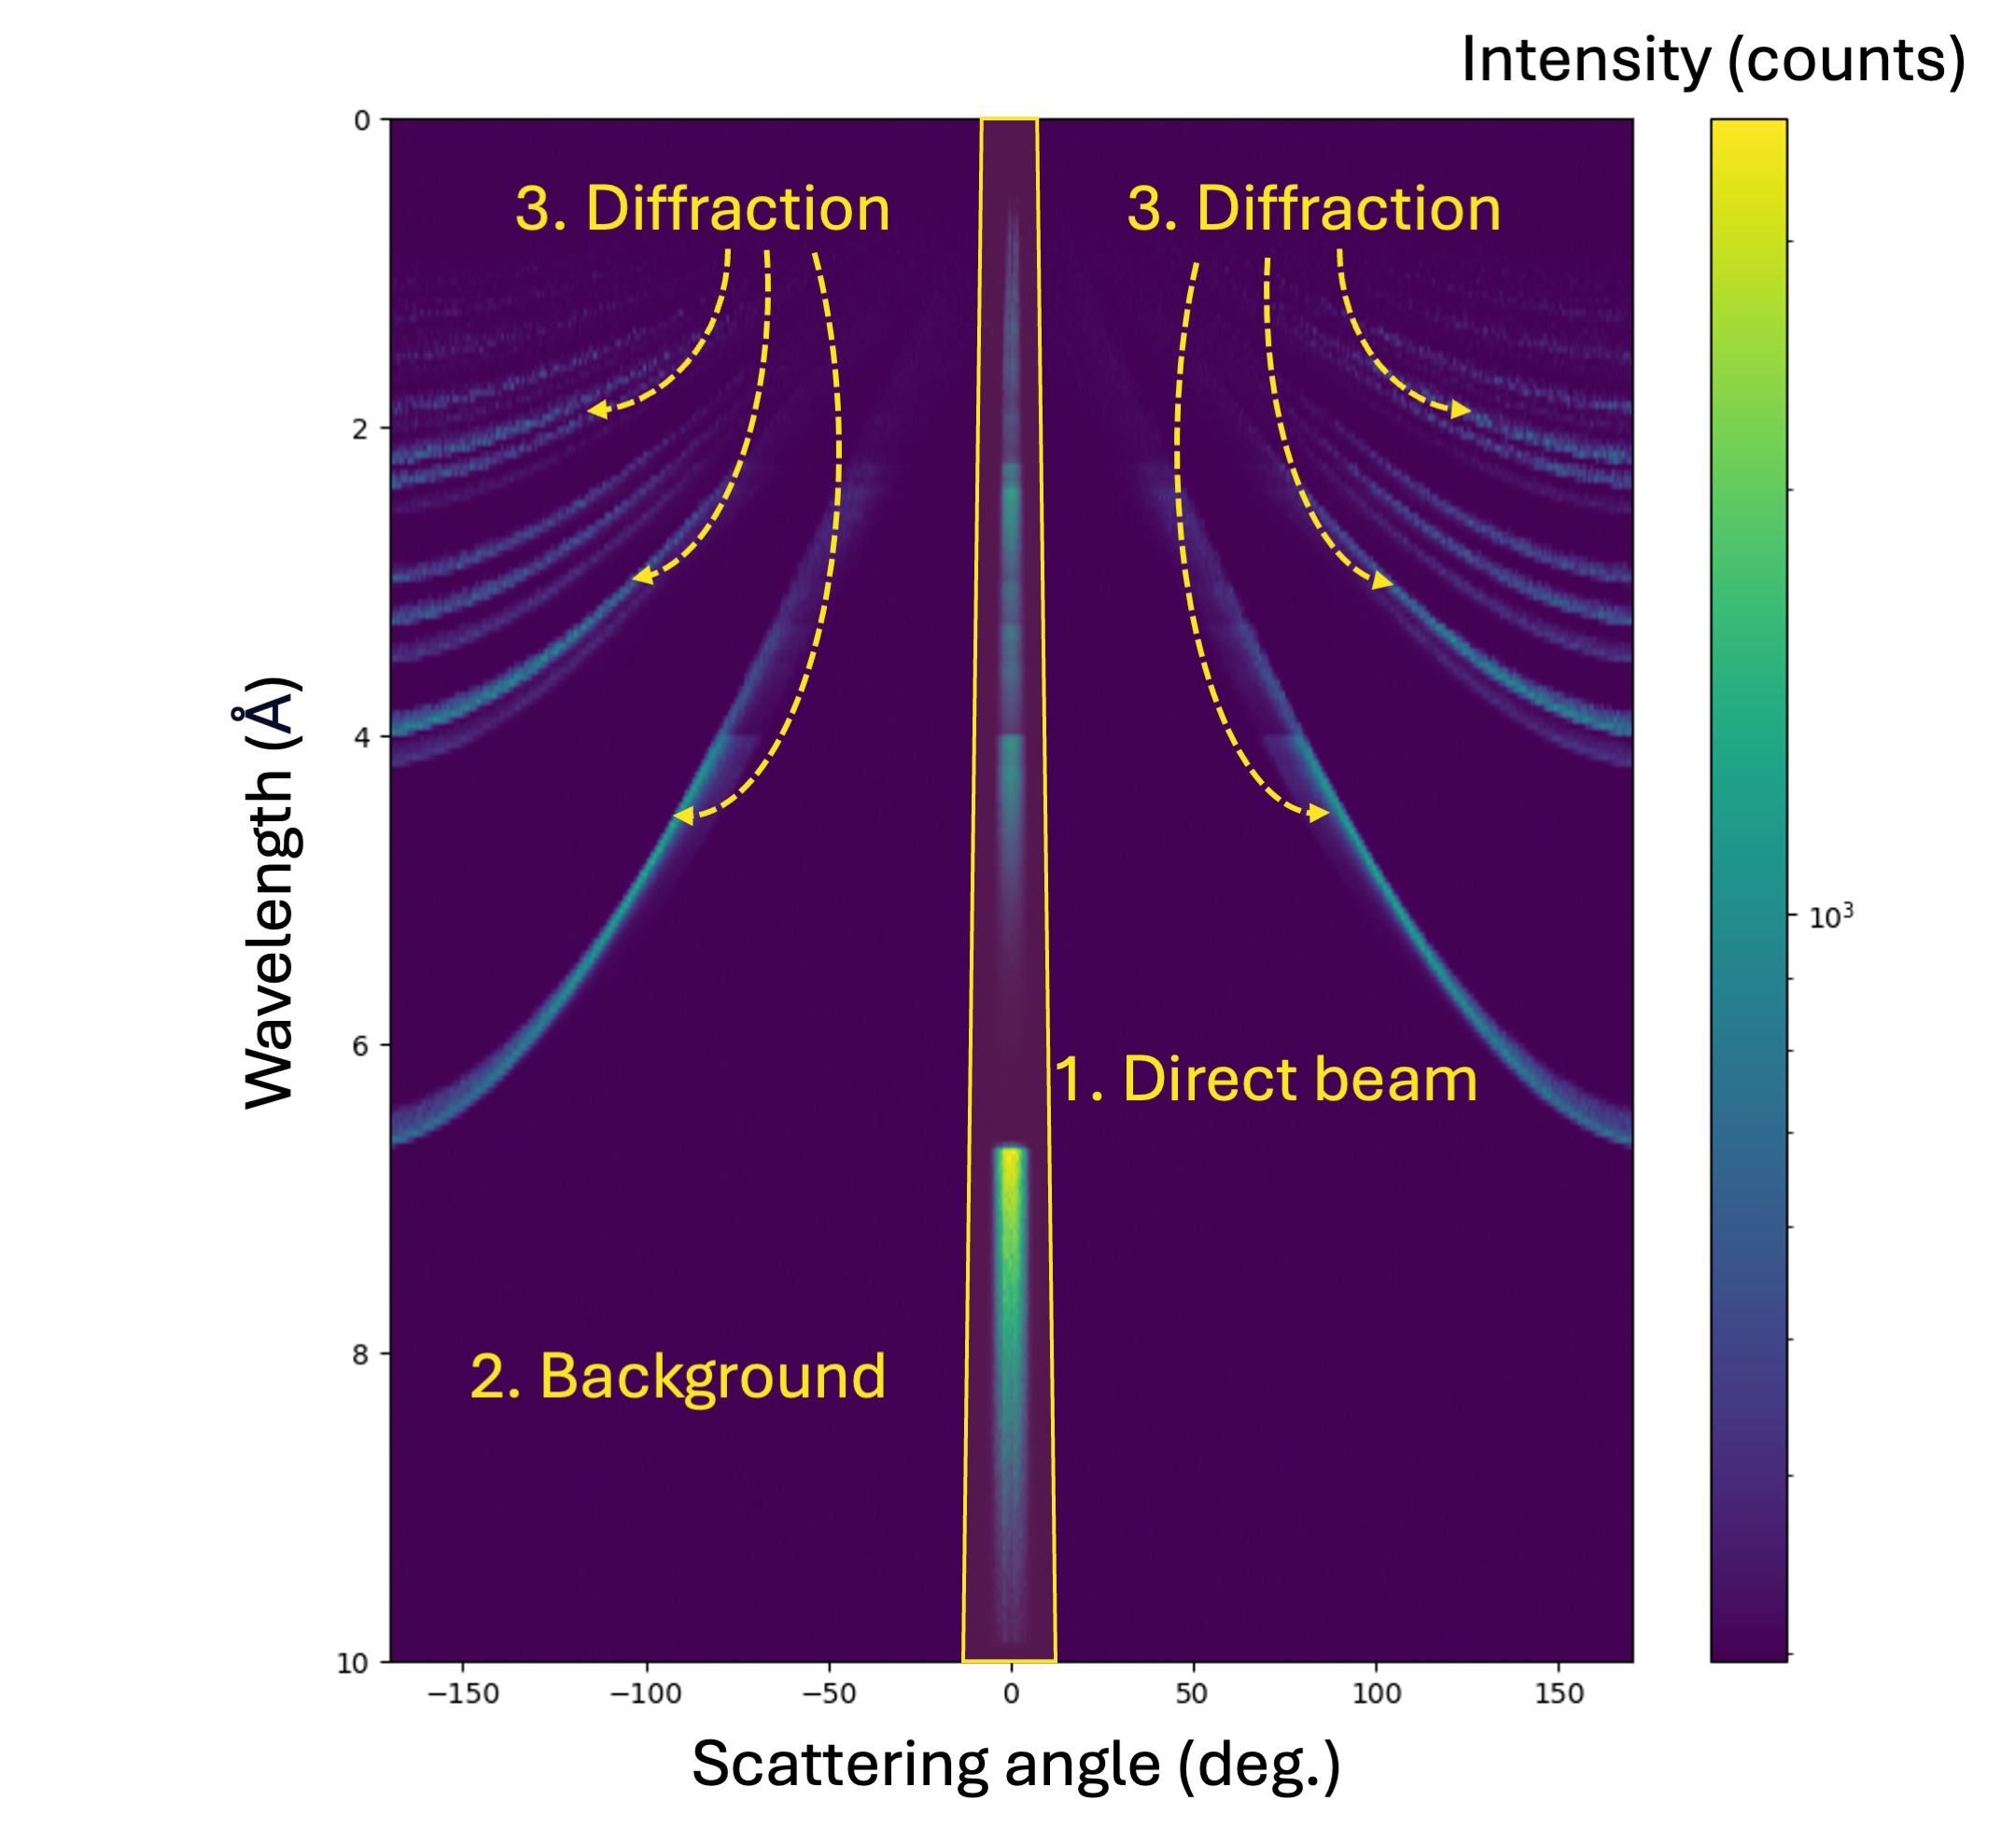 Intensity (counts)
3. Diffraction
3. Diffraction
1. Direct beam
2. Background
Wavelength (Å)
0
2
4
6
8
10
−150
−100
−50
0
50
100
150
Scattering angle (deg.)
10³